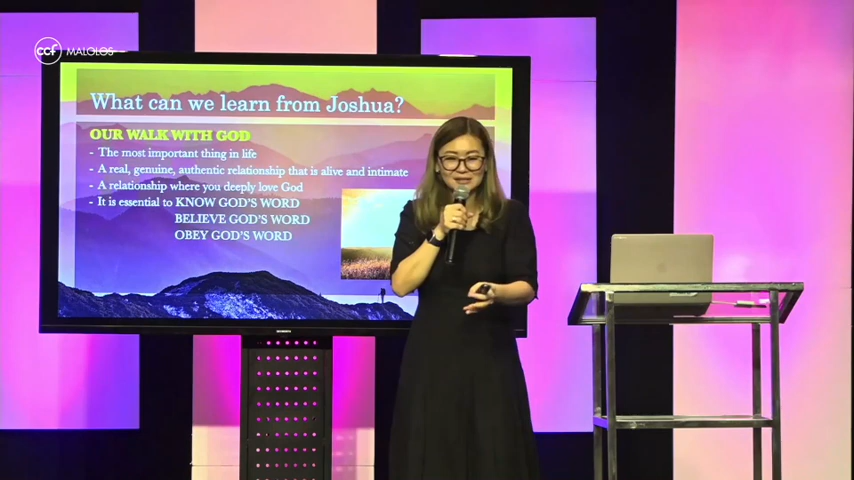 ccf MALOLOS
What can we learn from Joshua?
OUR WALK WITH GOD
- The most important thing in life
- A real, genuine, authentic relationship that is alive and intimate
- A relationship where you deeply love God
- It is essential to KNOW GOD'S WORD
BELIEVE GOD'S WORD
OBEY GOD'S WORD